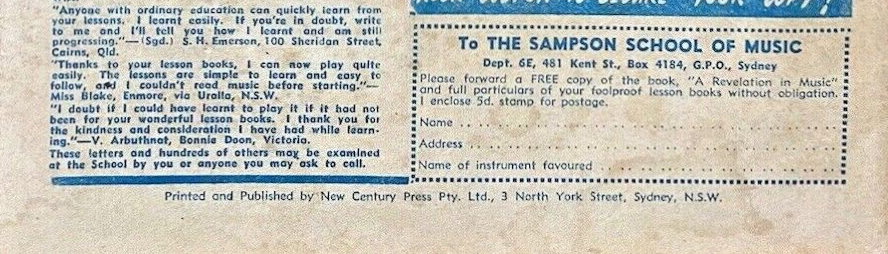 "Anyone with ordinary education can quickly learn from
your lessons. I learnt easily. If you're in doubt, write
to me and I'll tell you how I learnt and am still
progressing."—(Sgd.) S. H. Emerson, 100 Sheridan Street,
Cairns, Qld.
"Thanks to your lesson books, I can now play quite
easily. The lessons are simple to learn and easy to
follow, and I couldn't read music before starting."—
Miss Blake, Enmore, via Uralla, N.S.W.
"I doubt if I could have learnt to play it if it had not
been for your wonderful lesson books. I thank you for
the kindness and consideration I have had while learn-
ing."—V. Arbuthnot, Bonnie Doon, Victoria.
These letters and hundreds of others may be examined
at the School by you or anyone you may ask to call.
YOUR COPY!
To THE SAMPSON SCHOOL OF MUSIC
Dept. 6E, 481 Kent St., Box 4184, G.P.O., Sydney
Please forward a FREE copy of the book, "A Revelation in Music"
and full particulars of your foolproof lesson books without obligation.
I enclose 5d. stamp for postage.
Name
Address
Name of instrument favoured
Printed and Published by New Century Press Pty. Ltd., 3 North York Street, Sydney, N.S.W.